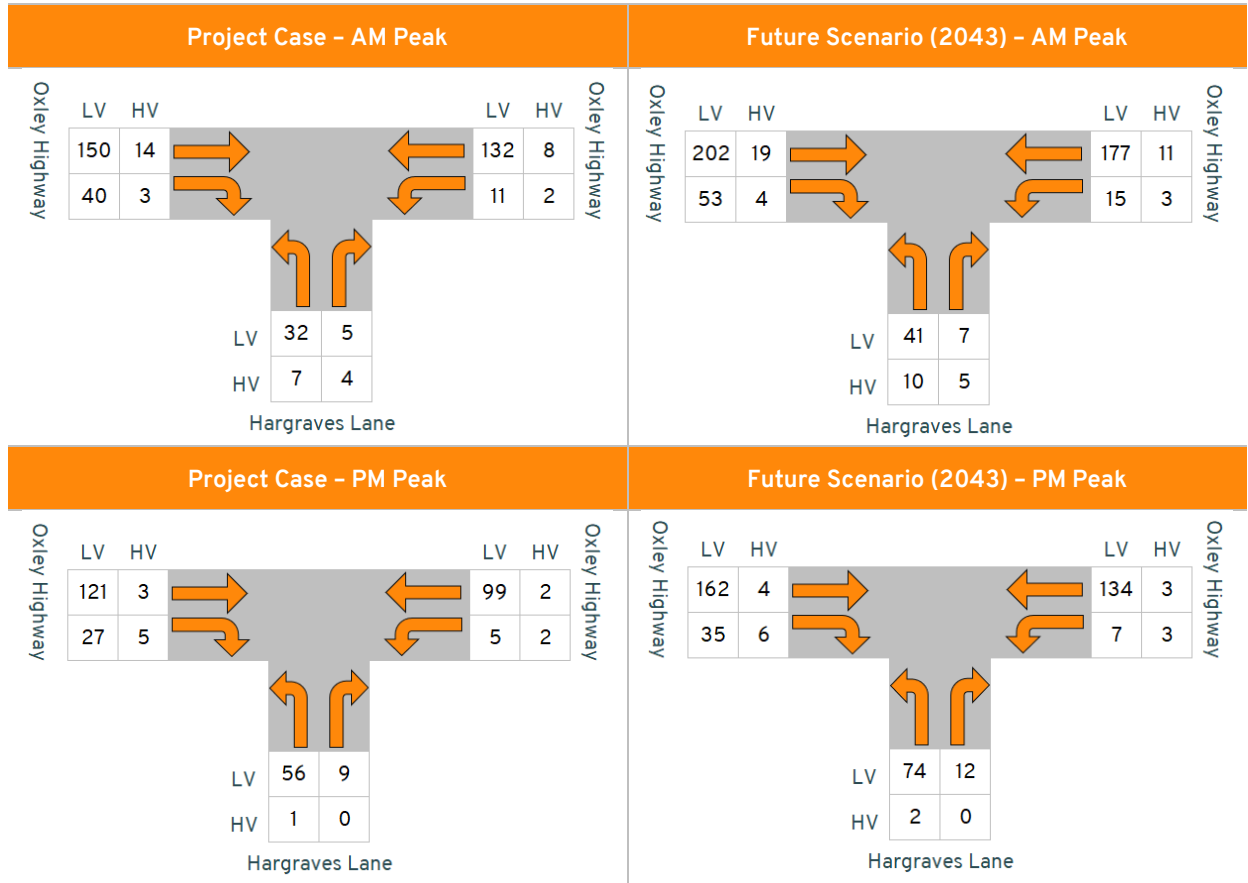 Project Case – AM Peak
Future Scenario (2043) – AM Peak
Oxley Highway
LV HV
150 14
40 3
LV HV
132 8
11 2
Oxley Highway
LV 32 5
HV 7 4
Hargraves Lane
Oxley Highway
LV HV
202 19
53 4
LV HV
177 11
15 3
Oxley Highway
LV 41 7
HV 10 5
Hargraves Lane
Project Case – PM Peak
Future Scenario (2043) – PM Peak
Oxley Highway
LV HV
121 3
27 5
LV HV
99 2
5 2
Oxley Highway
LV 56 9
HV 1 0
Hargraves Lane
Oxley Highway
LV HV
162 4
35 6
LV HV
134 3
7 3
Oxley Highway
LV 74 12
HV 2 0
Hargraves Lane